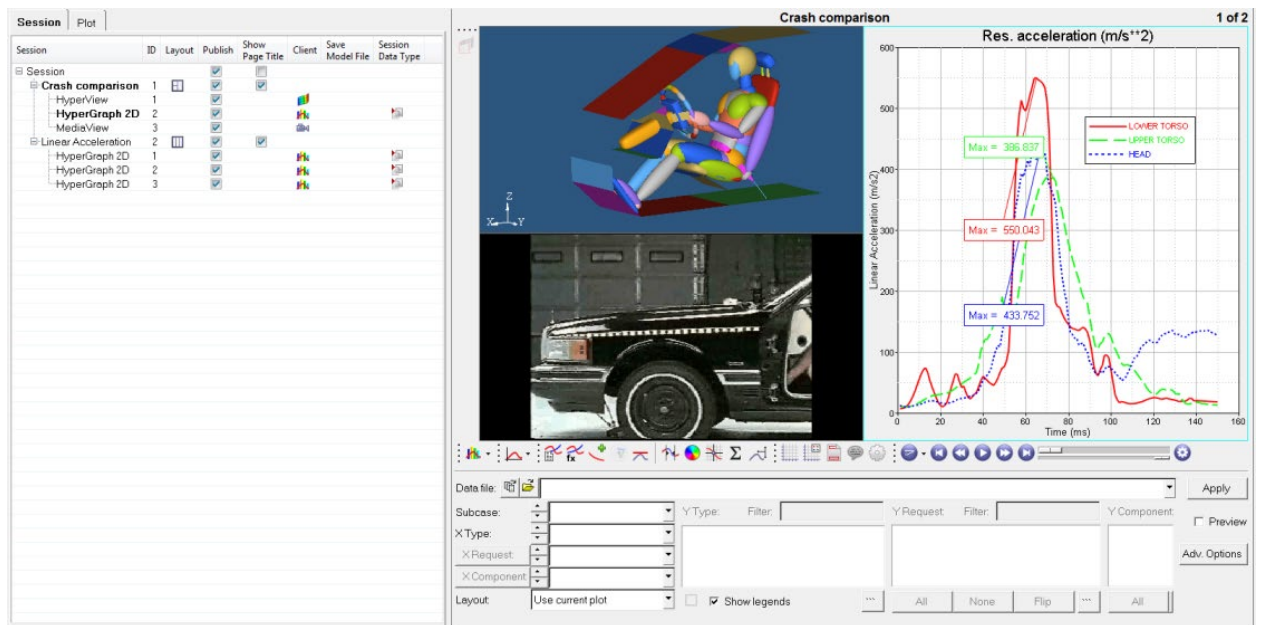 Session Plot
Session ID Layout Publish Show Page Title Client Save Model File Session Data Type
Session
Crash comparison 1
HyperView 1
HyperGraph 2D 2
MediaView 3
Linear Acceleration 2
HyperGraph 2D 1
HyperGraph 2D 2
HyperGraph 2D 3
Crash comparison 1 of 2
Z
X Y
Res. acceleration (m/s**2)
Linear Acceleration (m/s2)
600
500
400
300
200
100
0
LOWER TORSO
UPPER TORSO
HEAD
Max = 386.837
Max = 550.043
Max = 433.752
0 20 40 60 80 100 120 140 160
Time (ms)
fx Σ
Data file: Apply
Subcase: Y Type: Filter: Y Request: Filter: Y Component:
X Type: Preview
X Request:
Adv. Options
X Component:
Layout: Use current plot Show legends ... All None Flip ... All